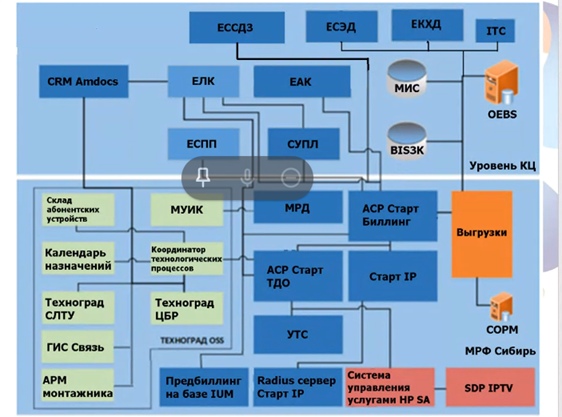 ЕССДЗ
ЕСЭД
ЕКХД
ITC
CRM Amdocs
ЕЛК
ЕАК
МИС
OEBS
ЕСПП
СУПЛ
BIS3K
Уровень КЦ
Склад
абонентских
устройств
МУИК
МРД
АСР Старт
Биллинг
Выгрузки
Календарь
назначений
Координатор
технологических
процессов
АСР Старт
ТДО
Старт IP
Техноград
СЛТУ
Техноград
ЦБР
УТС
СОРМ
ГИС Связь
ТЕХНОГРАД OSS
МРФ Сибирь
АРМ
монтажника
Предбиллинг
на базе IUM
Radius сервер
Старт IP
Система
управления
услугами HP SA
SDP IPTV